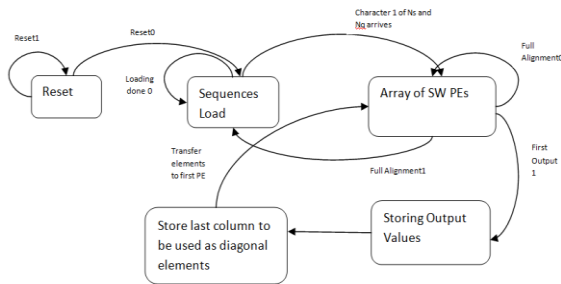 Character 1 of Ns and
Nq arrives
Reset1
Reset0
Full
Alignment0
Reset
Loading
done 0
Sequences
Load
Array of SW PEs
Transfer
elements
to first PE
Full Alignment1
First
Output
1
Store last column to
be used as diagonal
elements
Storing Output
Values